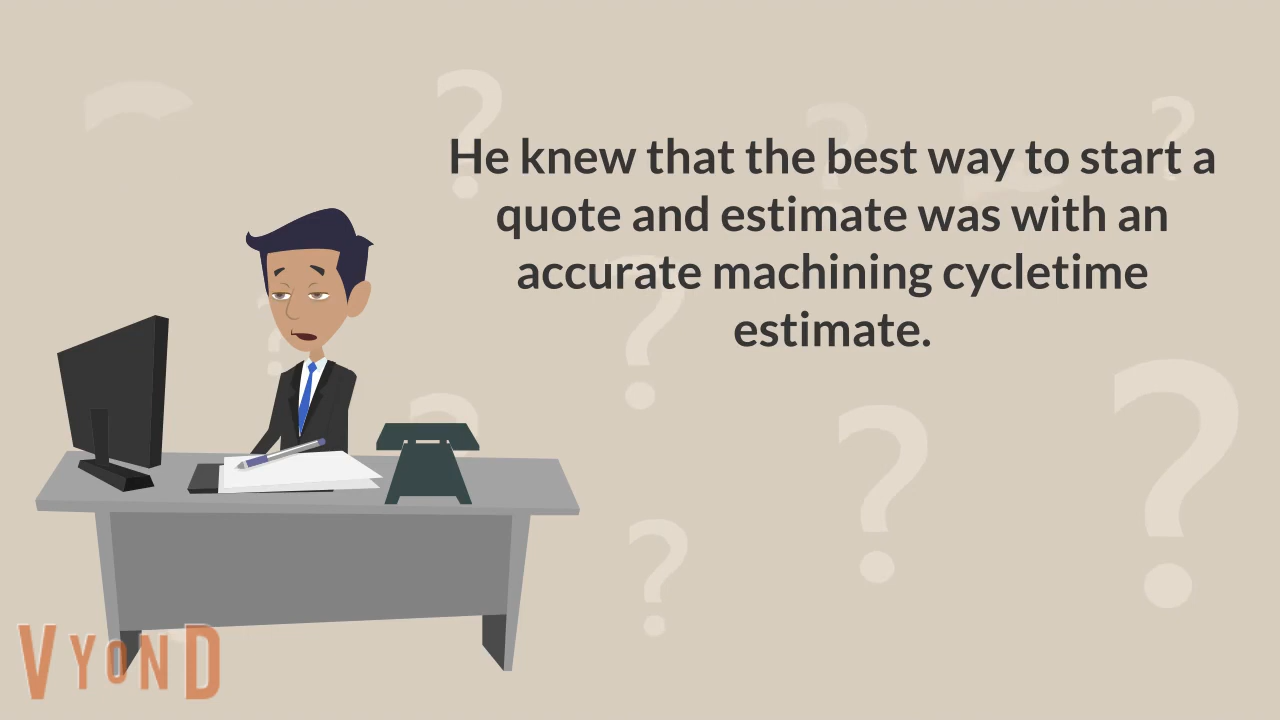 He knew that the best way to start a
quote and estimate was with an
accurate machining cycletime
estimate.
VYOND